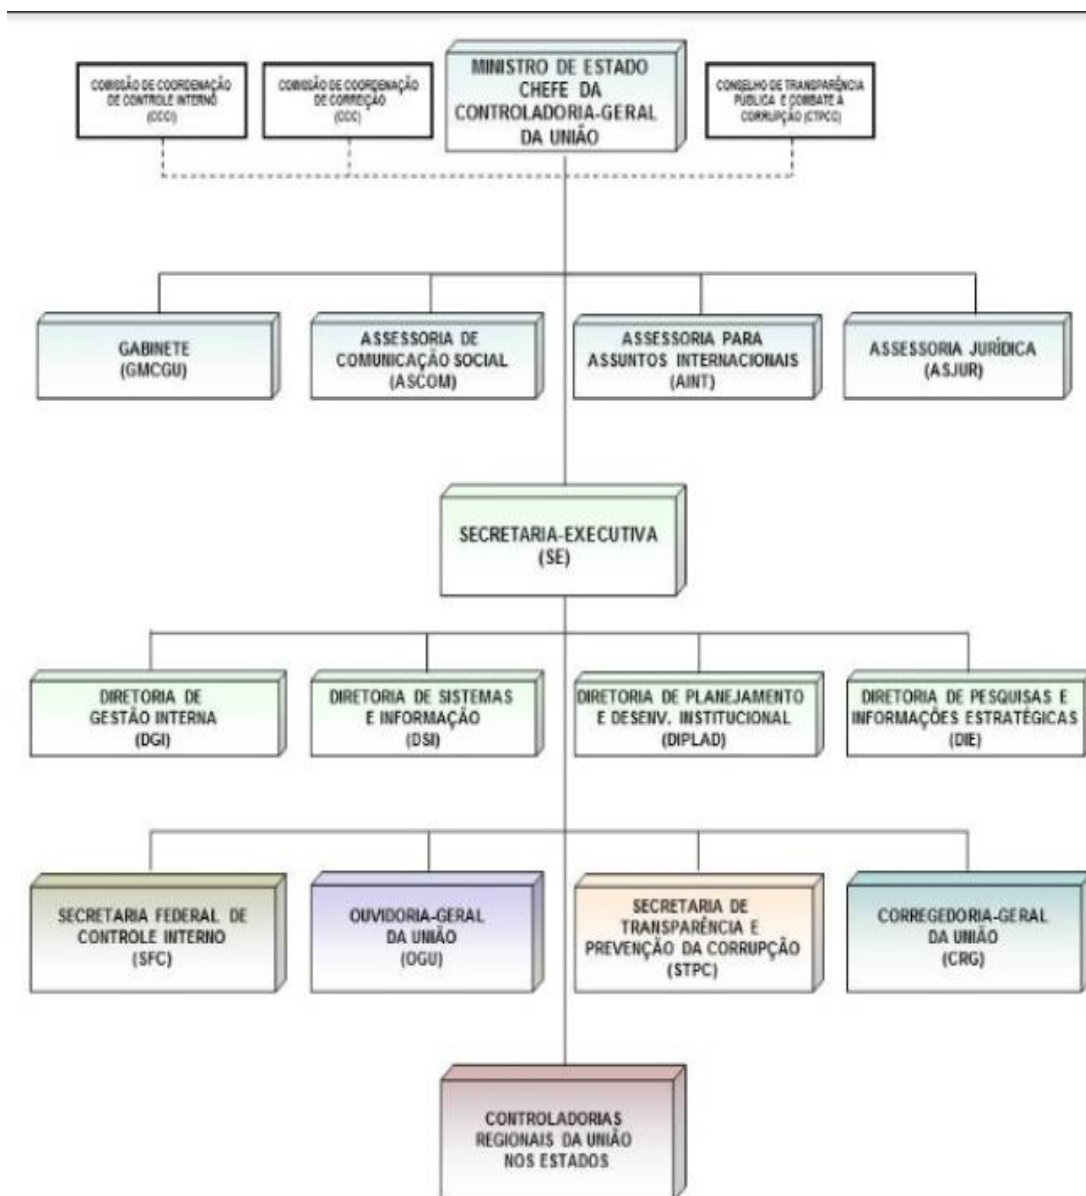 COMISSÃO DE COORDENAÇÃO
DE CONTROLE INTERNO
(CCCI)
COMISSÃO DE COORDENAÇÃO
DE CORREIÇÃO
(CCC)
MINISTRO DE ESTADO
CHEFE DA
CONTROLADORIA-GERAL
DA UNIÃO
CONSELHO DE TRANSPARÊNCIA
PÚBLICA E COMBATE À
CORRUPÇÃO (CTPCC)
GABINETE
(GMCGU)
ASSESSORIA DE
COMUNICAÇÃO SOCIAL
(ASCOM)
ASSESSORIA PARA
ASSUNTOS INTERNACIONAIS
(AINT)
ASSESSORIA JURÍDICA
(ASJUR)
SECRETARIA-EXECUTIVA
(SE)
DIRETORIA DE
GESTÃO INTERNA
(DGI)
DIRETORIA DE SISTEMAS
E INFORMAÇÃO
(DSI)
DIRETORIA DE PLANEJAMENTO
E DESENV. INSTITUCIONAL
(DIPLAD)
DIRETORIA DE PESQUISAS E
INFORMAÇÕES ESTRATÉGICAS
(DIE)
SECRETARIA FEDERAL DE
CONTROLE INTERNO
(SFC)
OUVIDORIA-GERAL
DA UNIÃO
(OGU)
SECRETARIA DE
TRANSPARÊNCIA E
PREVENÇÃO DA CORRUPÇÃO
(STPC)
CORREGEDORIA-GERAL
DA UNIÃO
(CRG)
CONTROLADORIAS
REGIONAIS DA UNIÃO
NOS ESTADOS